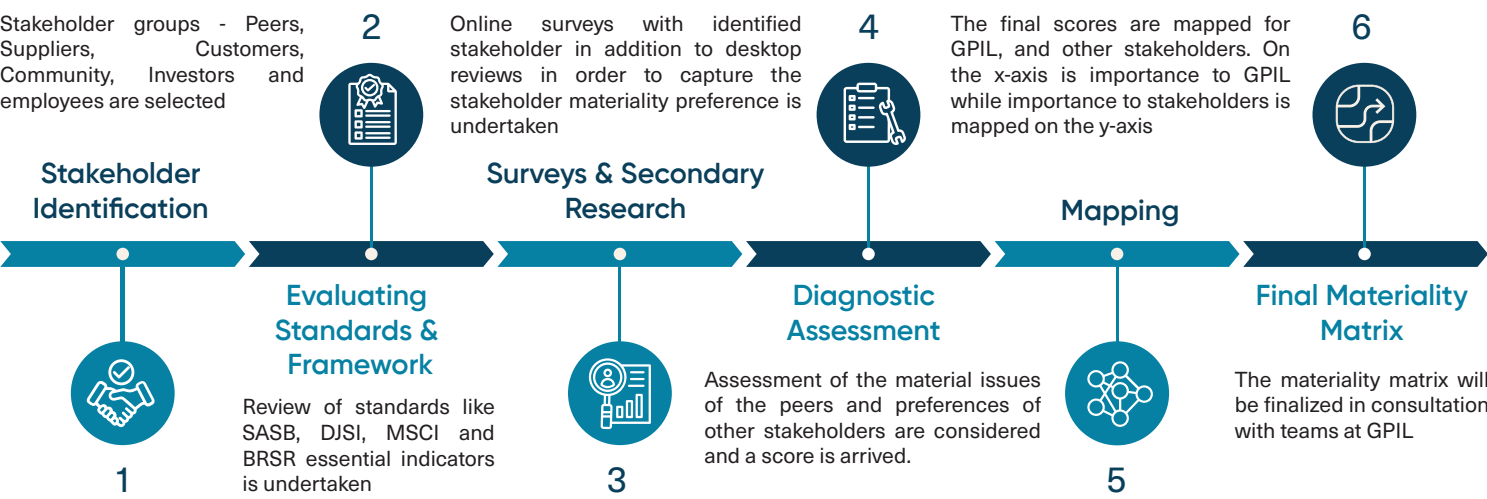 Stakeholder groups - Peers,
Suppliers, Customers,
Community, Investors and
employees are selected
Stakeholder
Identification
1
2
Evaluating
Standards &
Framework
Review of standards like
SASB, DJSI, MSCI and
BRSR essential indicators
is undertaken
Online surveys with identified
stakeholder in addition to desktop
reviews in order to capture the
stakeholder materiality preference is
undertaken
Surveys & Secondary
Research
3
4
Diagnostic
Assessment
Assessment of the material issues
of the peers and preferences of
other stakeholders are considered
and a score is arrived.
The final scores are mapped for
GPIL, and other stakeholders. On
the x-axis is importance to GPIL
while importance to stakeholders is
mapped on the y-axis
Mapping
5
6
Final Materiality
Matrix
The materiality matrix will
be finalized in consultation
with teams at GPIL